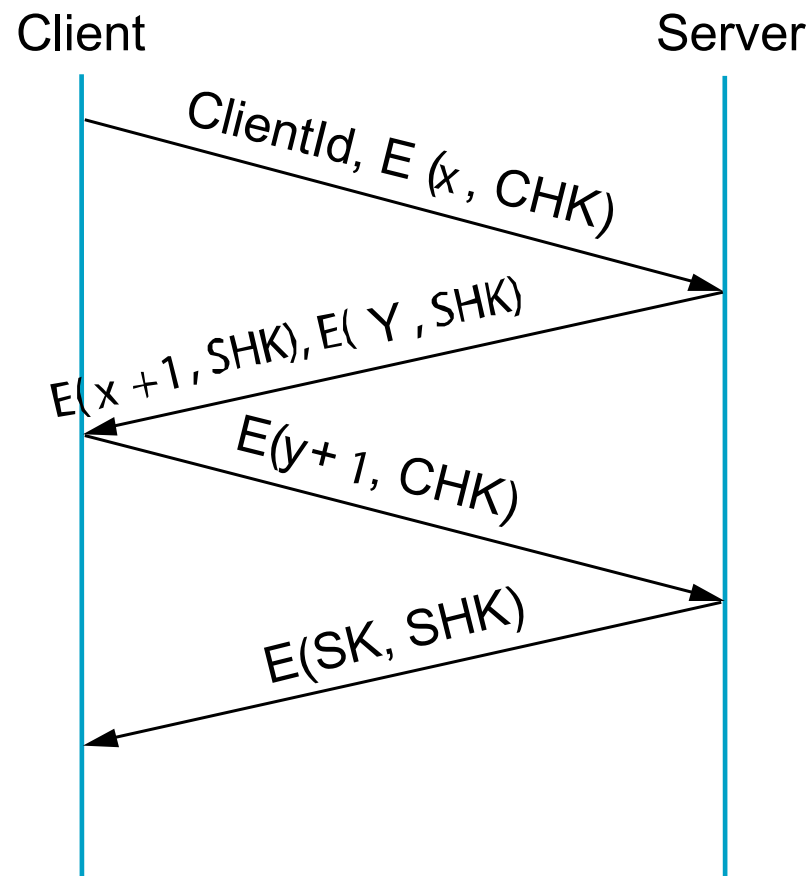 Client
Server
ClientId, E (x, CHK)
E( x +1, SHK), E( Y, SHK)
E(y+ 1, CHK)
E(SK, SHK)